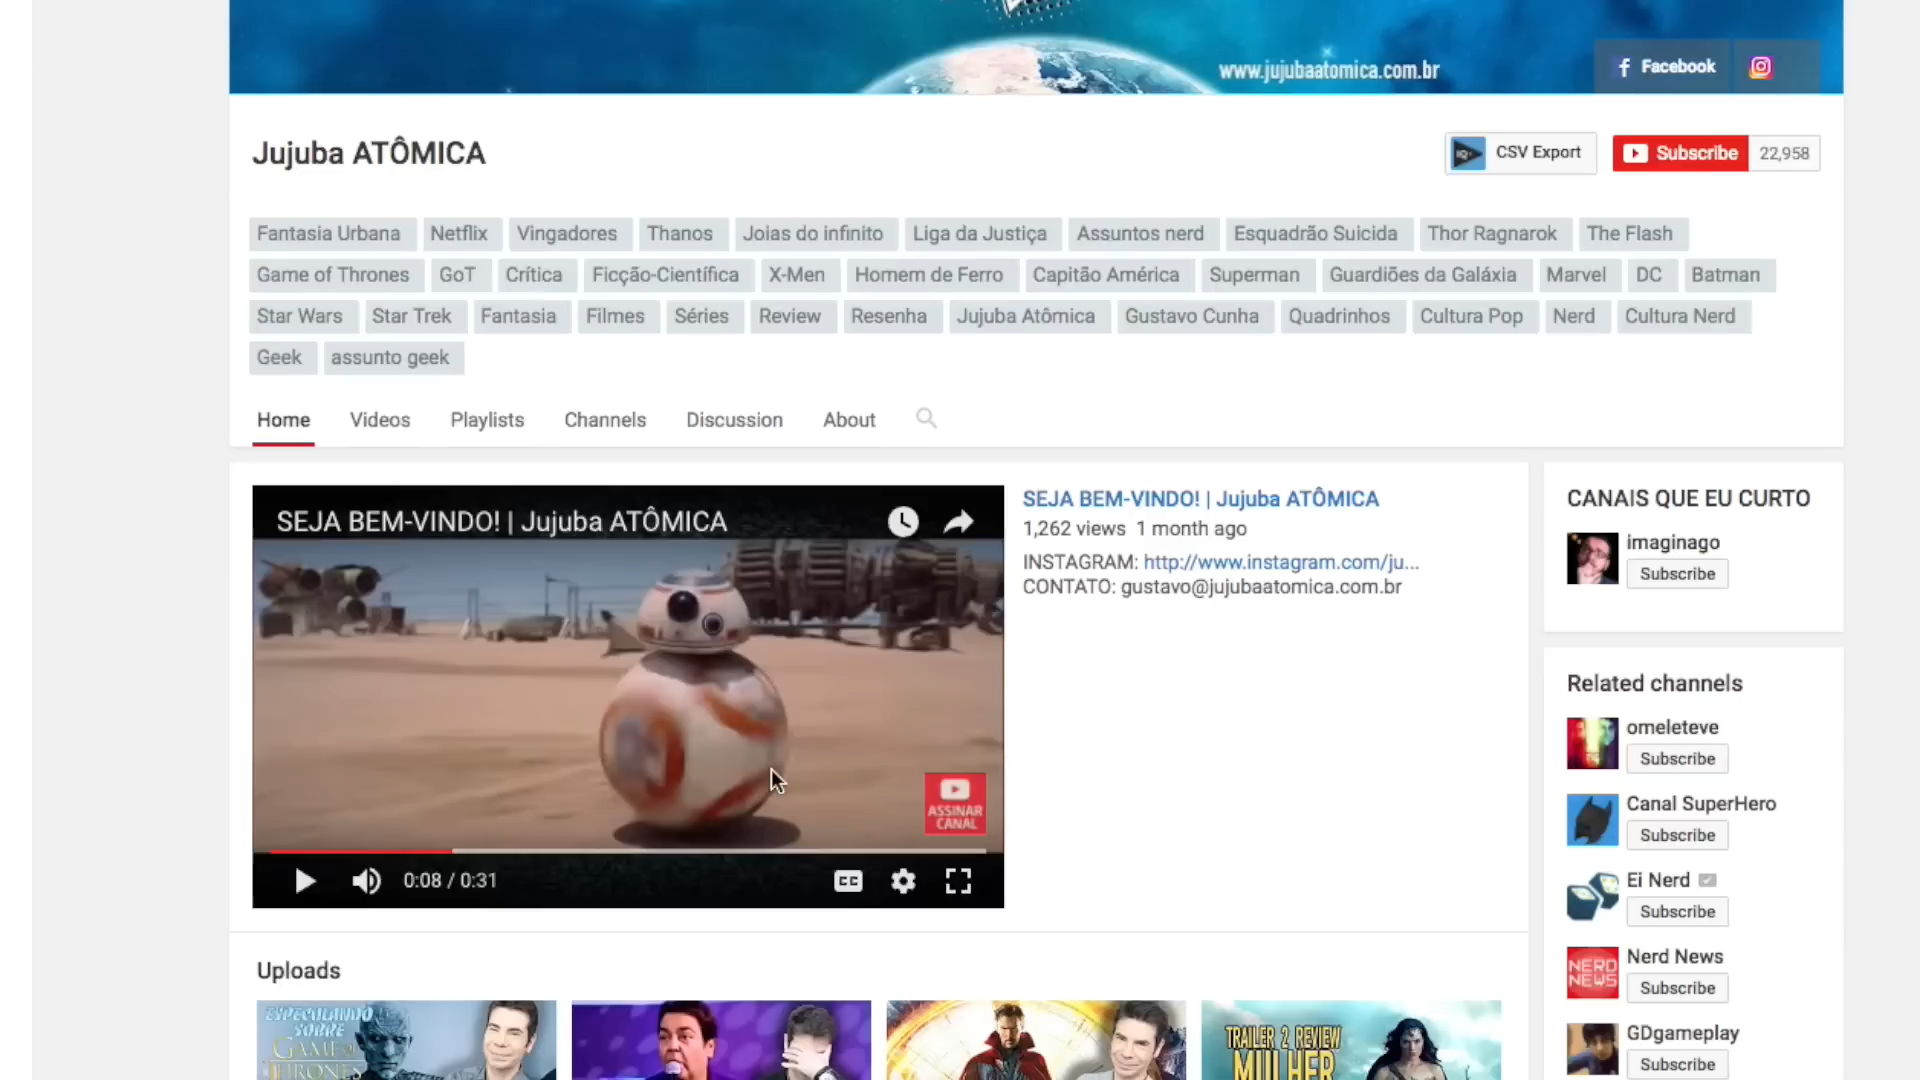 www.jujubaatomica.com.br
Facebook
Jujuba ATÔMICA
CSV Export
Subscribe 22,958
Fantasia Urbana Netflix Vingadores Thanos Joias do infinito Liga da Justiça Assuntos nerd Esquadrão Suicida Thor Ragnarok The Flash
Game of Thrones GoT Crítica Ficção-Científica X-Men Homem de Ferro Capitão América Superman Guardiões da Galáxia Marvel DC Batman
Star Wars Star Trek Fantasia Filmes Séries Review Resenha Jujuba Atômica Gustavo Cunha Quadrinhos Cultura Pop Nerd Cultura Nerd
Geek assunto geek
Home Videos Playlists Channels Discussion About
SEJA BEM-VINDO! | Jujuba ATÔMICA
ASSINAR
CANAL
0:08 / 0:31
CC
SEJA BEM-VINDO! | Jujuba ATÔMICA
1,262 views 1 month ago
INSTAGRAM: http://www.instagram.com/ju...
CONTATO: gustavo@jujubaatomica.com.br
CANAIS QUE EU CURTO
imaginago
Subscribe
Related channels
omeleteve
Subscribe
Canal SuperHero
Subscribe
Ei Nerd
Subscribe
NERD
NEWS
Nerd News
Subscribe
GDgameplay
Subscribe
Uploads
ESPECULANDO
SOBRE
GAME OF
THRONES
TRAILER 2 REVIEW
MULHER